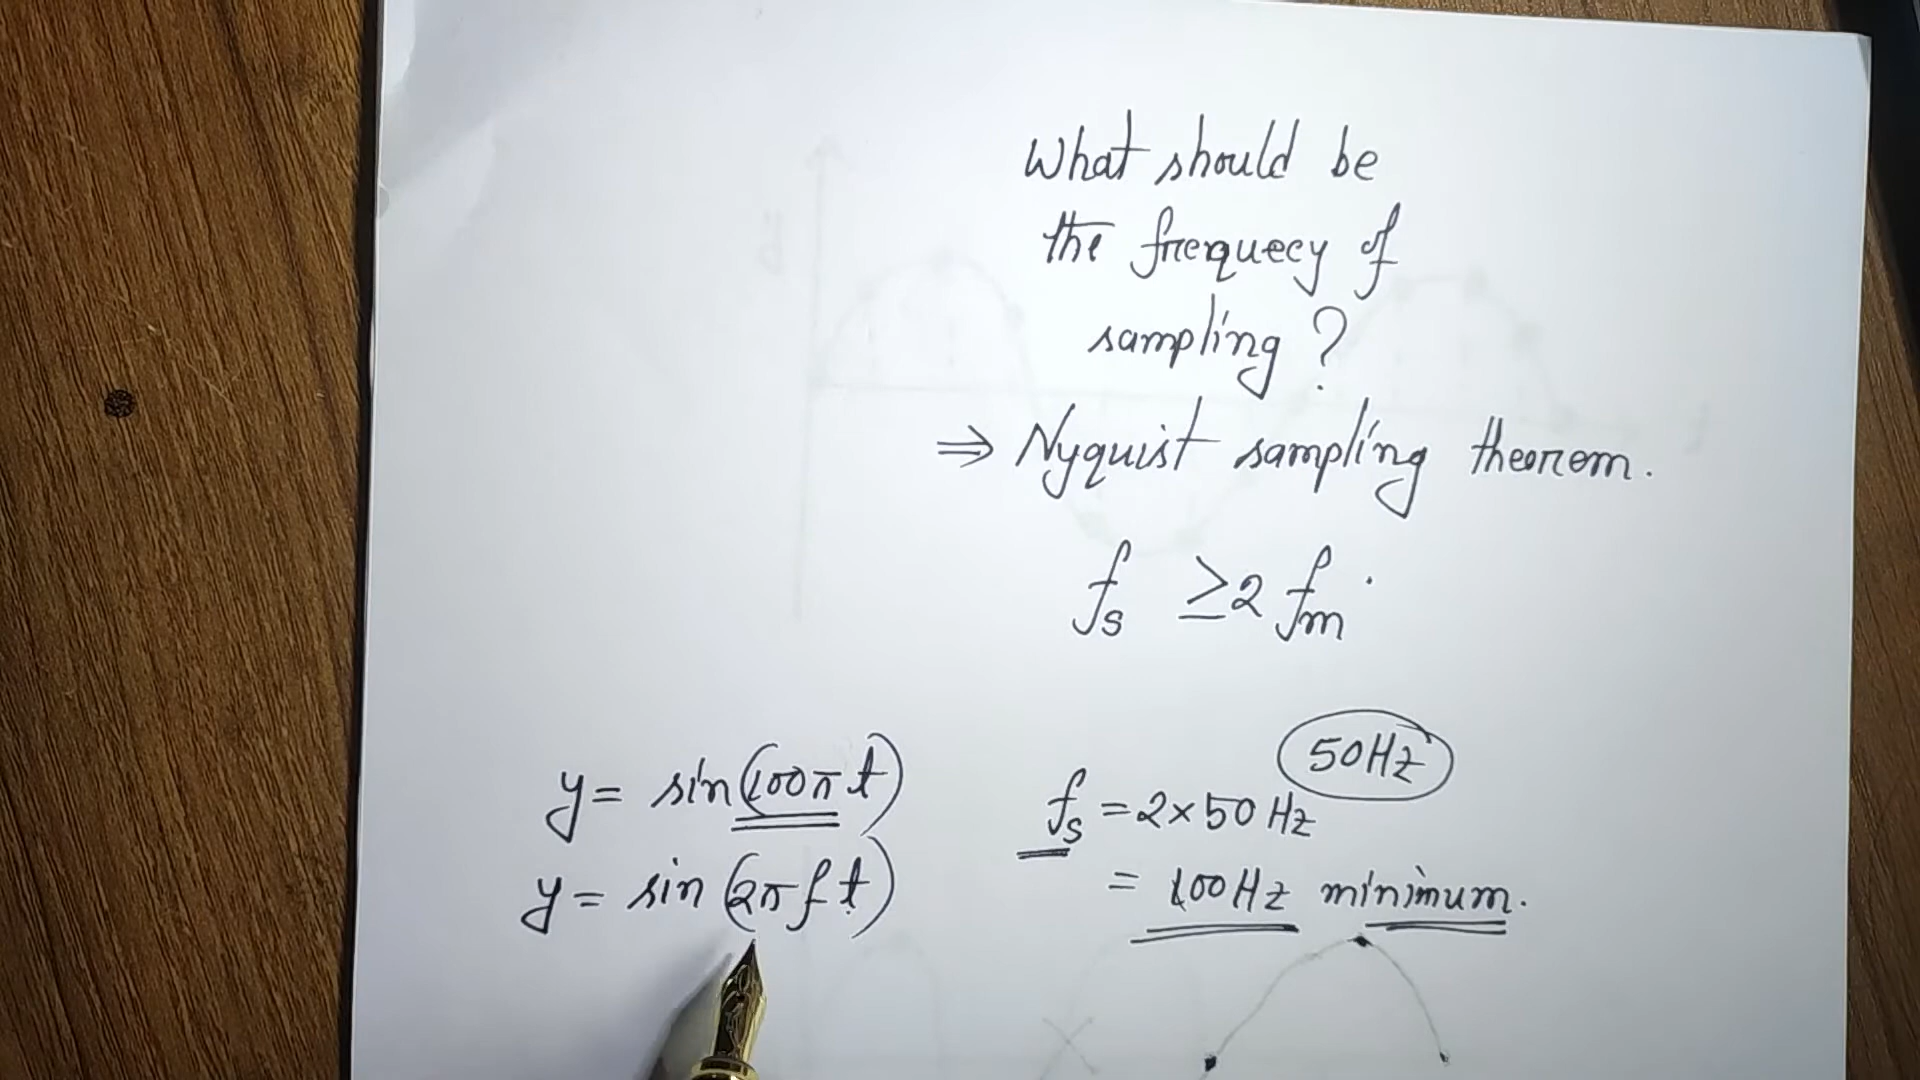 What should be
the frequecy of
sampling ?
⇒ Nyquist sampling theorem.
fs ≥ 2 fm.
50Hz
y = sin(100π t)
fs = 2×50 Hz
y = sin (2π f t)
= 100Hz minimum.